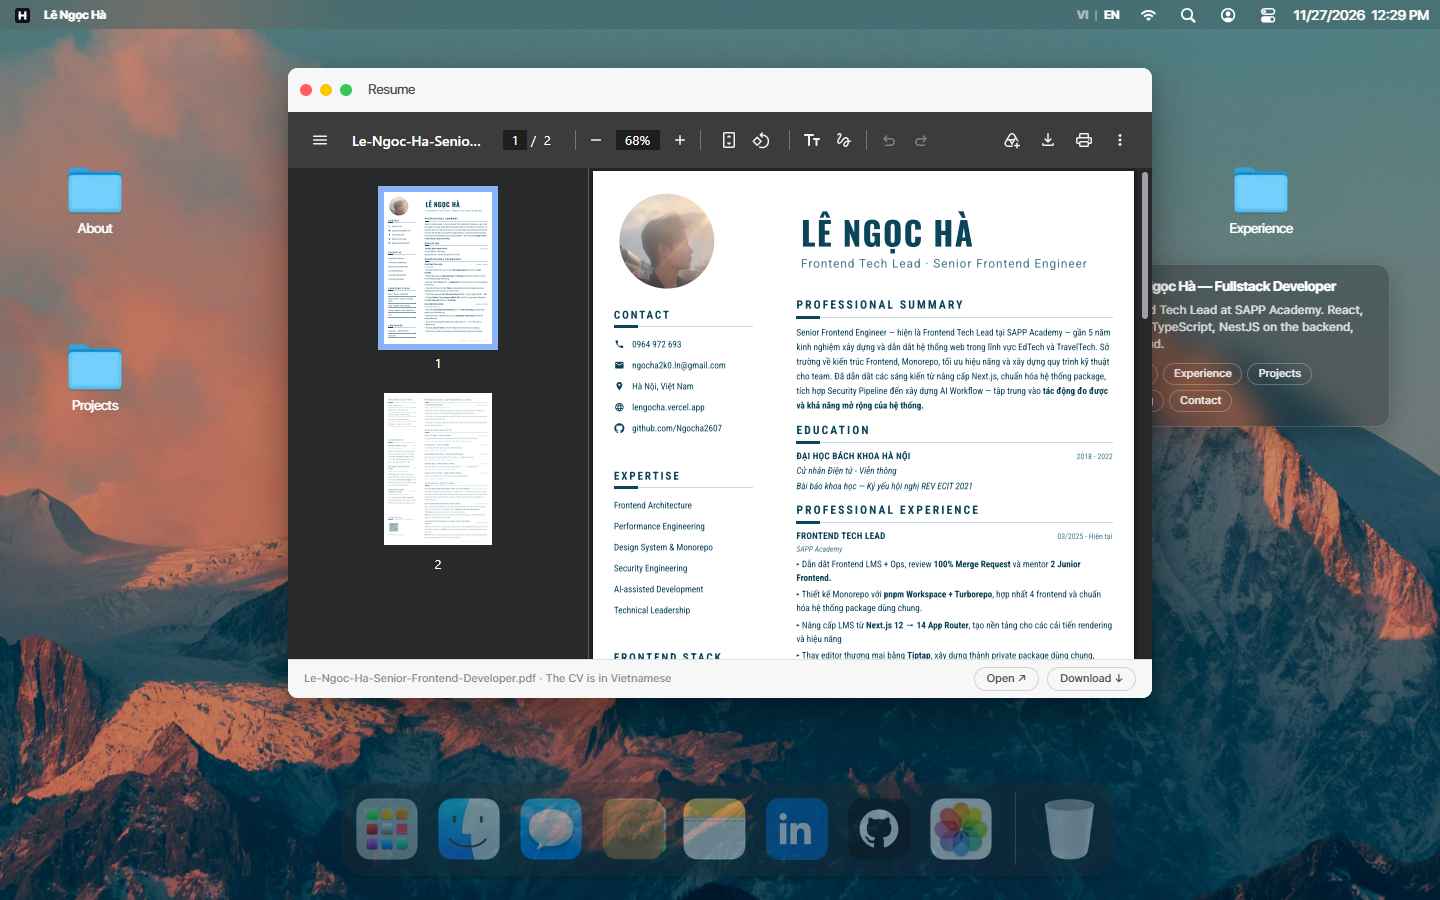 H Lê Ngọc Hà
VI | EN
11/27/2026 12:29 PM
Resume
Le-Ngoc-Ha-Senio...
1 / 2
68%
About
Projects
Experience
1
2
LÊ NGỌC HÀ
Frontend Tech Lead · Senior Frontend Engineer
CONTACT
0964 972 693
ngocha2k0.ln@gmail.com
Hà Nội, Việt Nam
lengocha.vercel.app
github.com/Ngocha2607
EXPERTISE
Frontend Architecture
Performance Engineering
Design System & Monorepo
Security Engineering
AI-assisted Development
Technical Leadership
FRONTEND STACK
PROFESSIONAL SUMMARY
Senior Frontend Engineer — hiện là Frontend Tech Lead tại SAPP Academy — gần 5 năm
kinh nghiệm xây dựng và dẫn dắt hệ thống web trong lĩnh vực EdTech và TravelTech. Sở
trường về kiến trúc Frontend, Monorepo, tối ưu hiệu năng và xây dựng quy trình kỹ thuật
cho team. Đã dẫn dắt các sáng kiến từ nâng cấp Next.js, chuẩn hóa hệ thống package,
tích hợp Security Pipeline đến xây dựng AI Workflow — tập trung vào tác động đo được
và khả năng mở rộng của hệ thống.
EDUCATION
ĐẠI HỌC BÁCH KHOA HÀ NỘI 2018 - 2022
Cử nhân Điện tử - Viễn thông
Bài báo khoa học — Kỷ yếu hội nghị REV ECIT 2021
PROFESSIONAL EXPERIENCE
FRONTEND TECH LEAD 03/2025 - Hiện tại
SAPP Academy
• Dẫn dắt Frontend LMS + Ops, review 100% Merge Request và mentor 2 Junior
Frontend.
• Thiết kế Monorepo với pnpm Workspace + Turborepo, hợp nhất 4 frontend và chuẩn
hóa hệ thống package dùng chung.
• Nâng cấp LMS từ Next.js 12 → 14 App Router, tạo nền tảng cho các cải tiến rendering
và hiệu năng
• Thay editor thương mại bằng Tiptap, xây dựng thành private package dùng chung,
gọc Hà — Fullstack Developer
d Tech Lead at SAPP Academy. React,
TypeScript, NestJS on the backend,
Experience
Projects
Contact
Le-Ngoc-Ha-Senior-Frontend-Developer.pdf · The CV is in Vietnamese
Open ↗
Download ↓
in